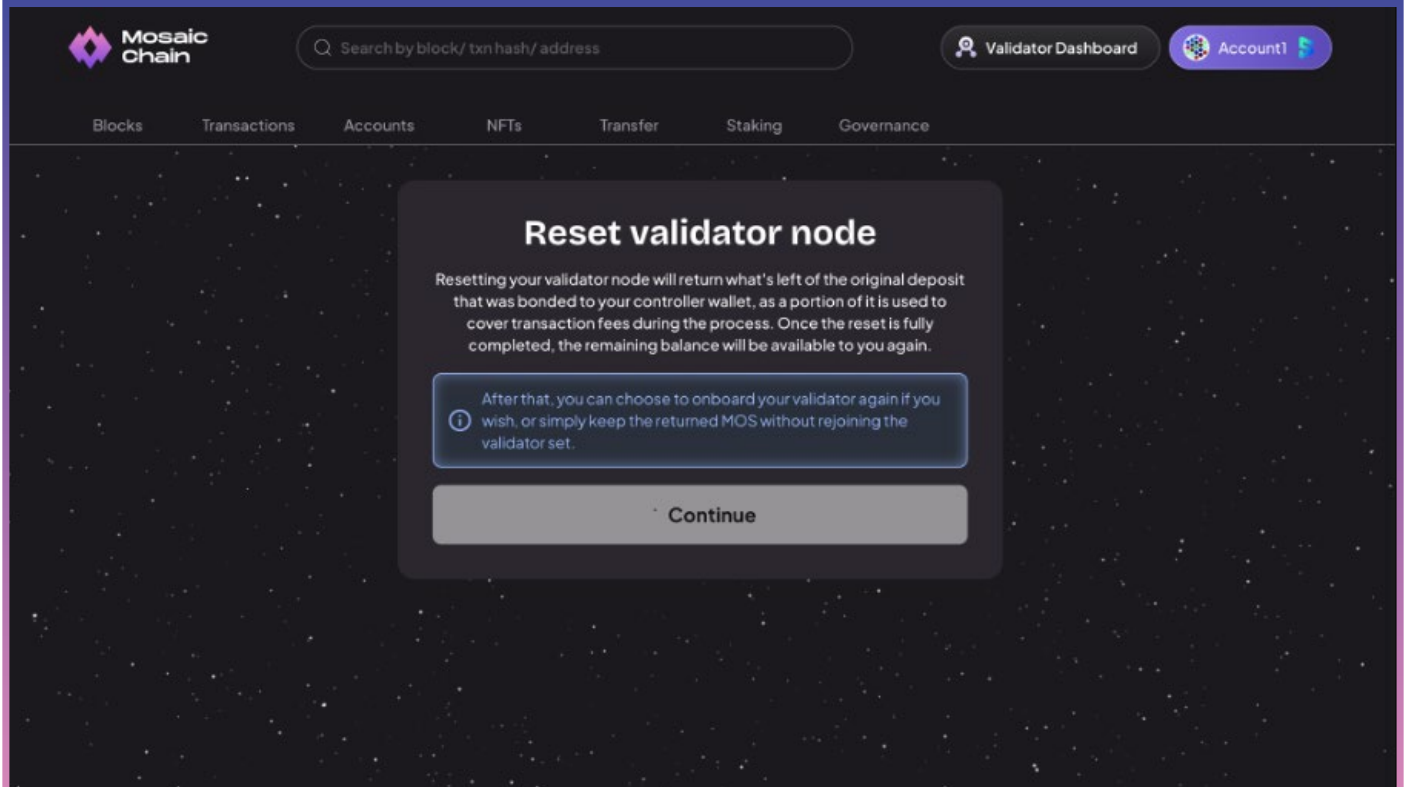 Mosaic
Chain
Search by block/ txn hash/ address
Validator Dashboard
Account1
Blocks
Transactions
Accounts
NFTs
Transfer
Staking
Governance
Reset validator node
Resetting your validator node will return what's left of the original deposit
that was bonded to your controller wallet, as a portion of it is used to
cover transaction fees during the process. Once the reset is fully
completed, the remaining balance will be available to you again.
After that, you can choose to onboard your validator again if you
wish, or simply keep the returned MOS without rejoining the
validator set.
Continue